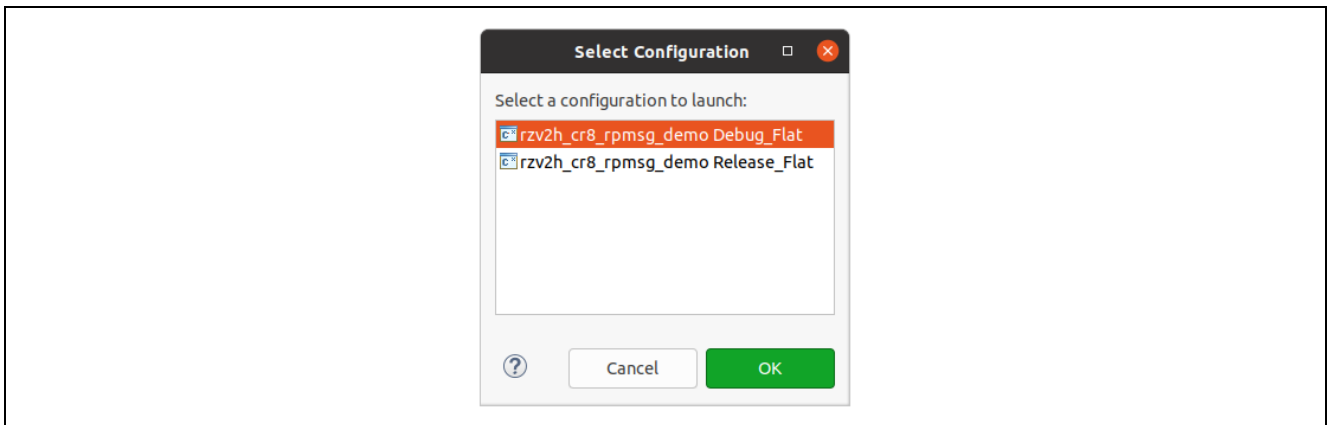 Select Configuration
Select a configuration to launch:
rzv2h_cr8_rpmsg_demo Debug_Flat
rzv2h_cr8_rpmsg_demo Release_Flat
?
Cancel
OK